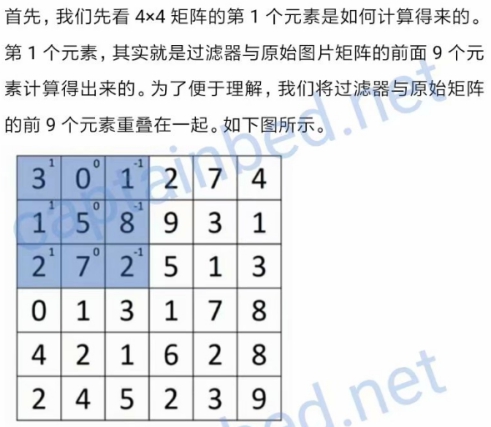 首先，我们先看 4×4 矩阵的第 1 个元素是如何计算得来的。
第 1 个元素，其实就是过滤器与原始图片矩阵的前面 9 个元
素计算得出来的。为了便于理解，我们将过滤器与原始矩阵
的前 9 个元素重叠在一起。如下图所示。
3 1 0 0 1 -1 2 7 4
1 1 5 0 8 -1 9 3 1
2 1 7 0 2 -1 5 1 3
0 1 3 1 7 8
4 2 1 6 2 8
2 4 5 2 3 9
captainbed.net
bed.net